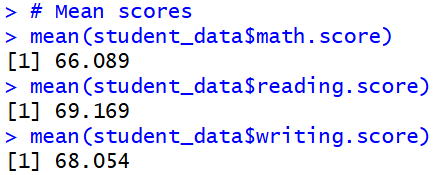 > # Mean scores
> mean(student_data$math.score)
[1] 66.089
> mean(student_data$reading.score)
[1] 69.169
> mean(student_data$writing.score)
[1] 68.054